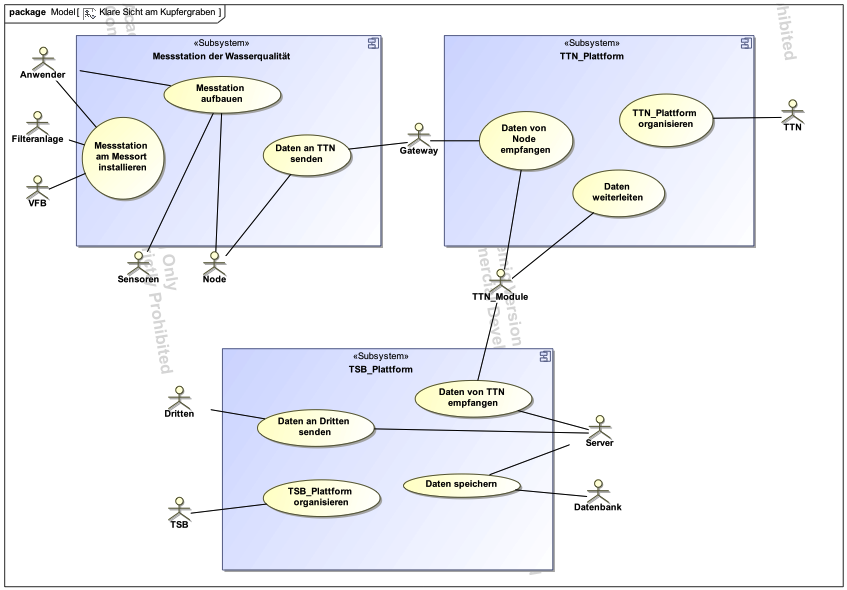 package Model [ Klare Sicht am Kupfergraben ]
«Subsystem»
Messstation der Wasserqualität
«Subsystem»
TTN_Plattform
Anwender
Messtation
aufbauen
TTN_Plattform
organisieren
TTN
Filteranlage
Messstation
am Messort
installieren
Daten an TTN
senden
Gateway
Daten von
Node
empfangen
VFB
Daten
weiterleiten
Sensoren
Node
TTN_Module
«Subsystem»
TSB_Plattform
Dritten
Daten von TTN
empfangen
Daten an Dritten
senden
Server
TSB_Plattform
organisieren
Daten speichern
Datenbank
TSB
Only
Prohibited
Version